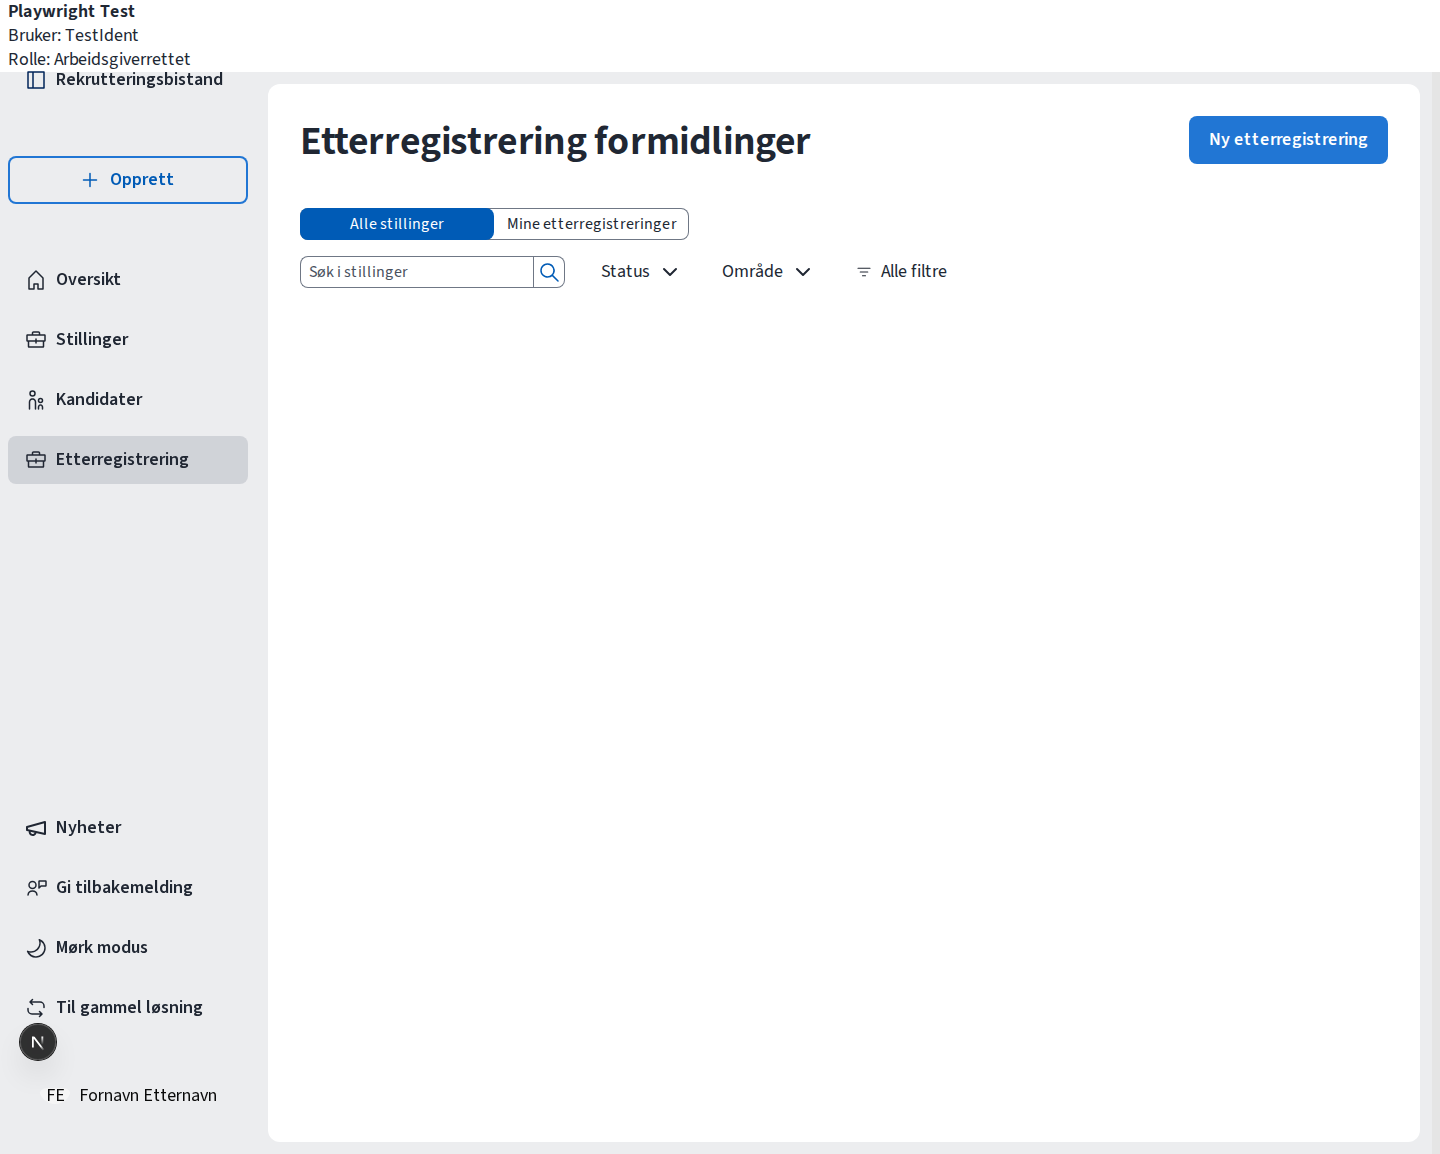 Playwright Test
Bruker: TestIdent
Rolle: Arbeidsgiverrettet
Rekrutteringsbistand
Opprett
Oversikt
Stillinger
Kandidater
Etterregistrering
Nyheter
Gi tilbakemelding
Mørk modus
Til gammel løsning
N
FE Fornavn Etternavn
Etterregistrering formidlinger
Ny etterregistrering
Alle stillinger Mine etterregistreringer
Søk i stillinger Status Område Alle filtre